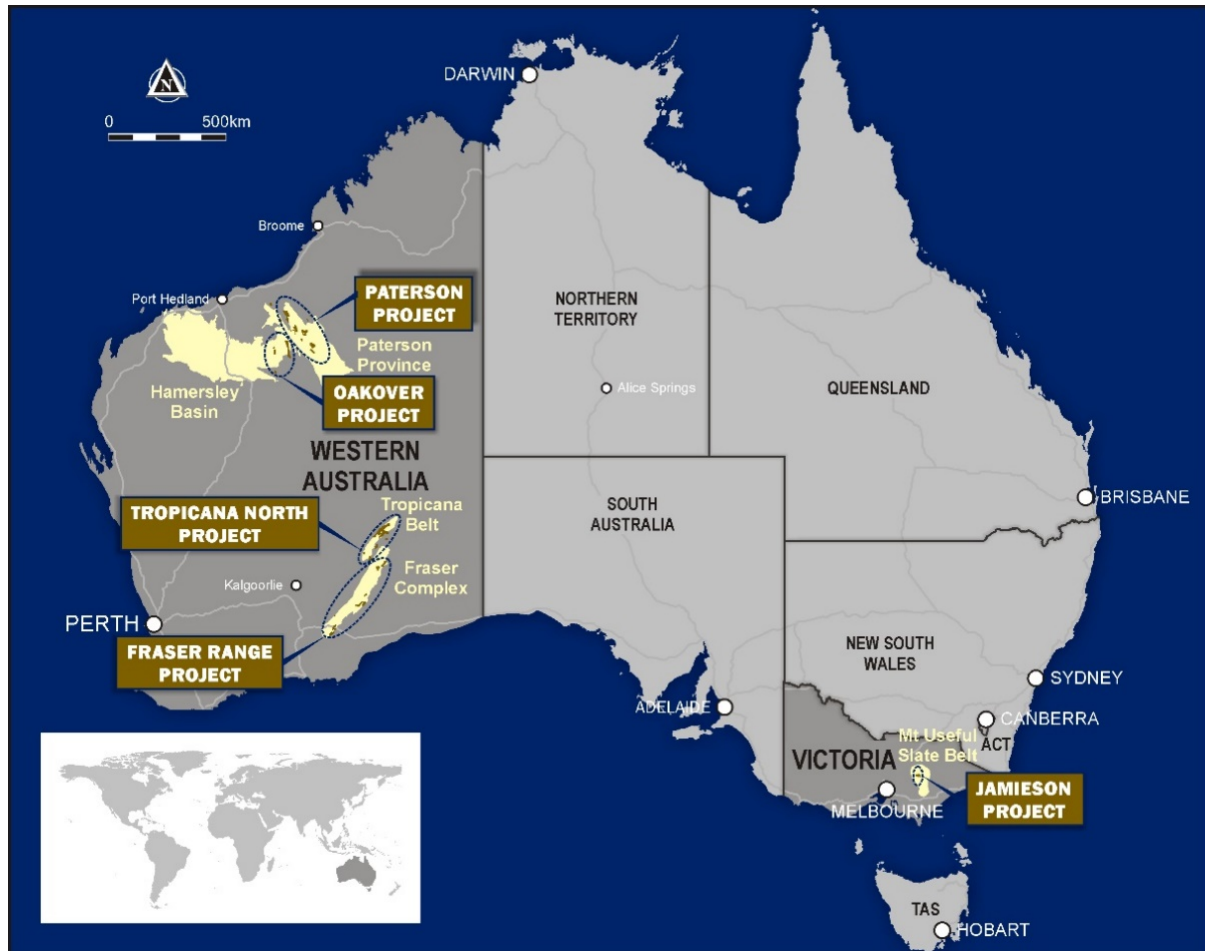 DARWIN
N
0 500km
Broome
Port Hedland
PATERSON
PROJECT
NORTHERN
TERRITORY
Paterson
Province
Hamersley
Basin
OAKOVER
PROJECT
Alice Springs
QUEENSLAND
WESTERN
AUSTRALIA
TROPICANA NORTH
PROJECT
Tropicana
Belt
SOUTH
AUSTRALIA
BRISBANE
Kalgoorlie
Fraser
Complex
PERTH
FRASER RANGE
PROJECT
NEW SOUTH
WALES
SYDNEY
ADELAIDE
CANBERRA
ACT
Mt Useful
Slate Belt
VICTORIA
MELBOURNE
JAMIESON
PROJECT
TAS
HOBART